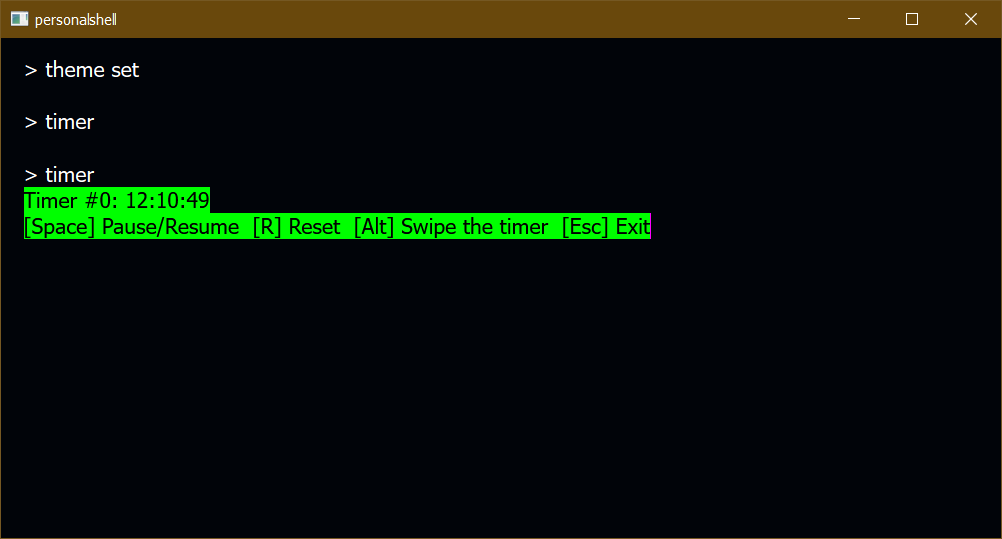 personalshell
> theme set
> timer
> timer
Timer #0: 12:10:49
[Space] Pause/Resume  [R] Reset  [Alt] Swipe the timer  [Esc] Exit